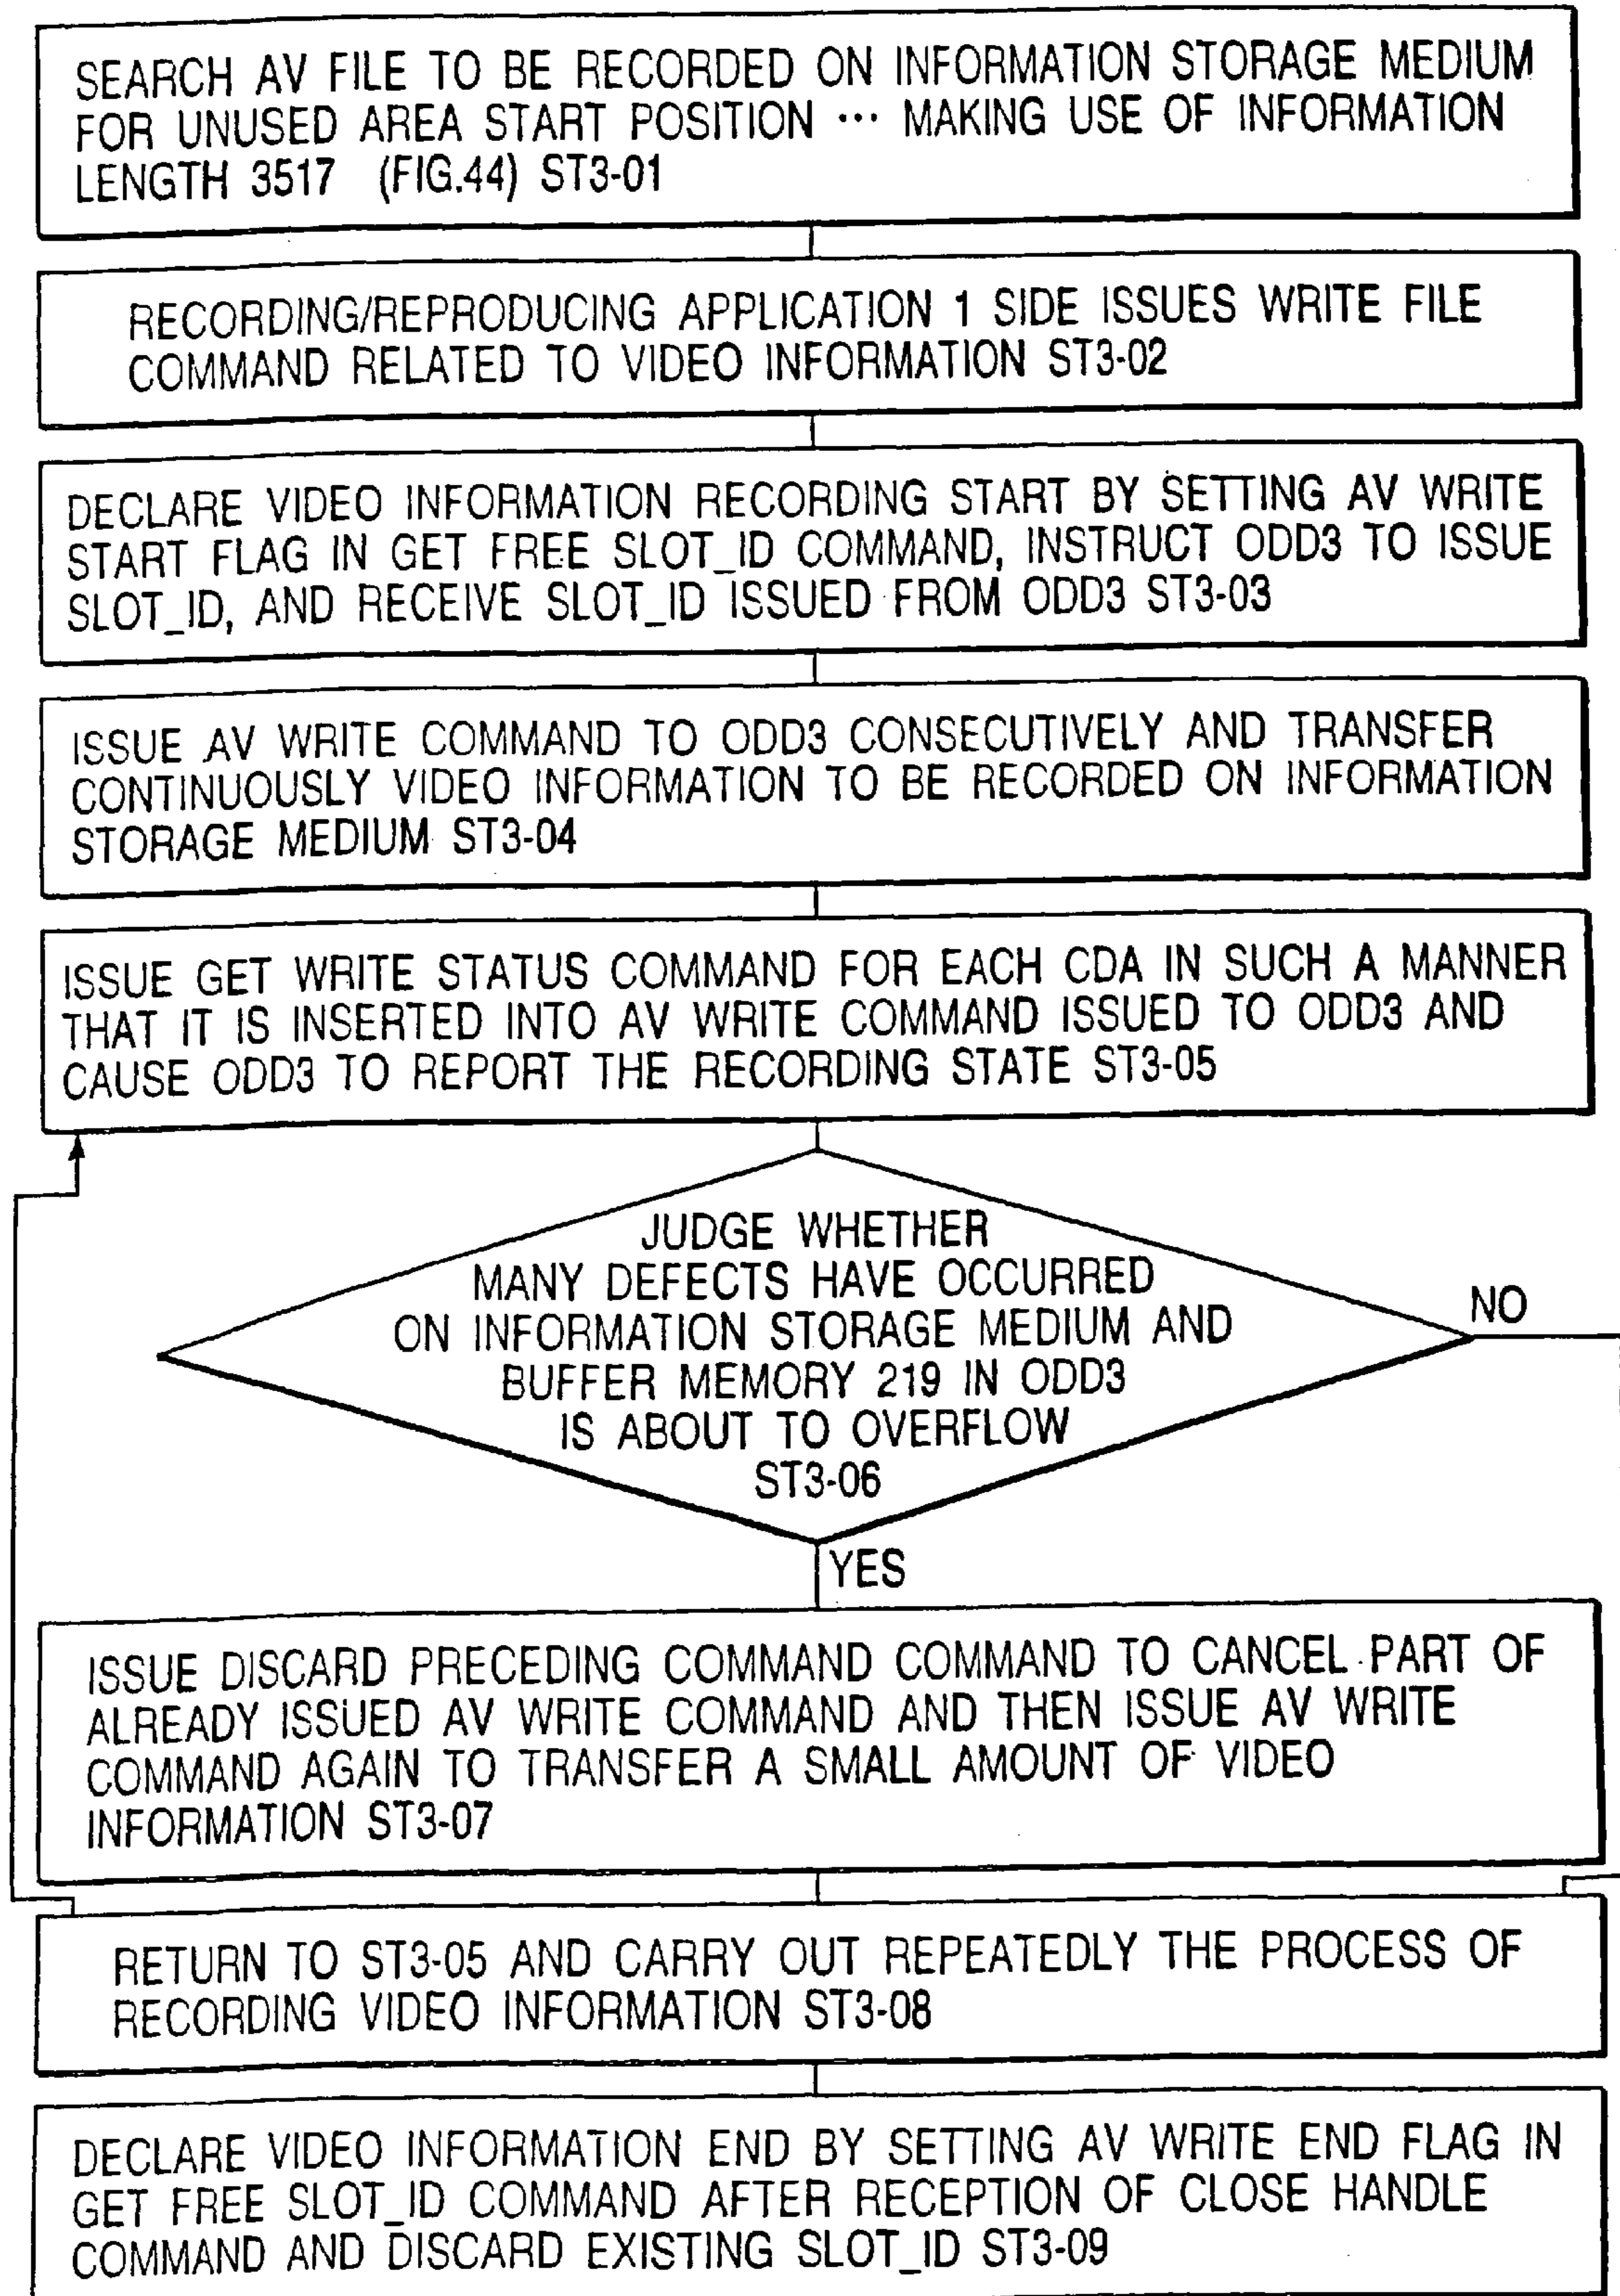 SEARCH AV FILE TO BE RECORDED ON INFORMATION STORAGE MEDIUM
FOR UNUSED AREA START POSITION ··· MAKING USE OF INFORMATION
LENGTH 3517 (FIG.44) ST3-01
RECORDING/REPRODUCING APPLICATION 1 SIDE ISSUES WRITE FILE
COMMAND RELATED TO VIDEO INFORMATION ST3-02
DECLARE VIDEO INFORMATION RECORDING START BY SETTING AV WRITE
START FLAG IN GET FREE SLOT_ID COMMAND, INSTRUCT ODD3 TO ISSUE
SLOT_ID, AND RECEIVE SLOT_ID ISSUED FROM ODD3 ST3-03
ISSUE AV WRITE COMMAND TO ODD3 CONSECUTIVELY AND TRANSFER
CONTINUOUSLY VIDEO INFORMATION TO BE RECORDED ON INFORMATION
STORAGE MEDIUM ST3-04
ISSUE GET WRITE STATUS COMMAND FOR EACH CDA IN SUCH A MANNER
THAT IT IS INSERTED INTO AV WRITE COMMAND ISSUED TO ODD3 AND
CAUSE ODD3 TO REPORT THE RECORDING STATE ST3-05
JUDGE WHETHER
MANY DEFECTS HAVE OCCURRED
ON INFORMATION STORAGE MEDIUM AND
BUFFER MEMORY 219 IN ODD3
IS ABOUT TO OVERFLOW
ST3-06
NO
YES
ISSUE DISCARD PRECEDING COMMAND COMMAND TO CANCEL PART OF
ALREADY ISSUED AV WRITE COMMAND AND THEN ISSUE AV WRITE
COMMAND AGAIN TO TRANSFER A SMALL AMOUNT OF VIDEO
INFORMATION ST3-07
RETURN TO ST3-05 AND CARRY OUT REPEATEDLY THE PROCESS OF
RECORDING VIDEO INFORMATION ST3-08
DECLARE VIDEO INFORMATION END BY SETTING AV WRITE END FLAG IN
GET FREE SLOT_ID COMMAND AFTER RECEPTION OF CLOSE HANDLE
COMMAND AND DISCARD EXISTING SLOT_ID ST3-09